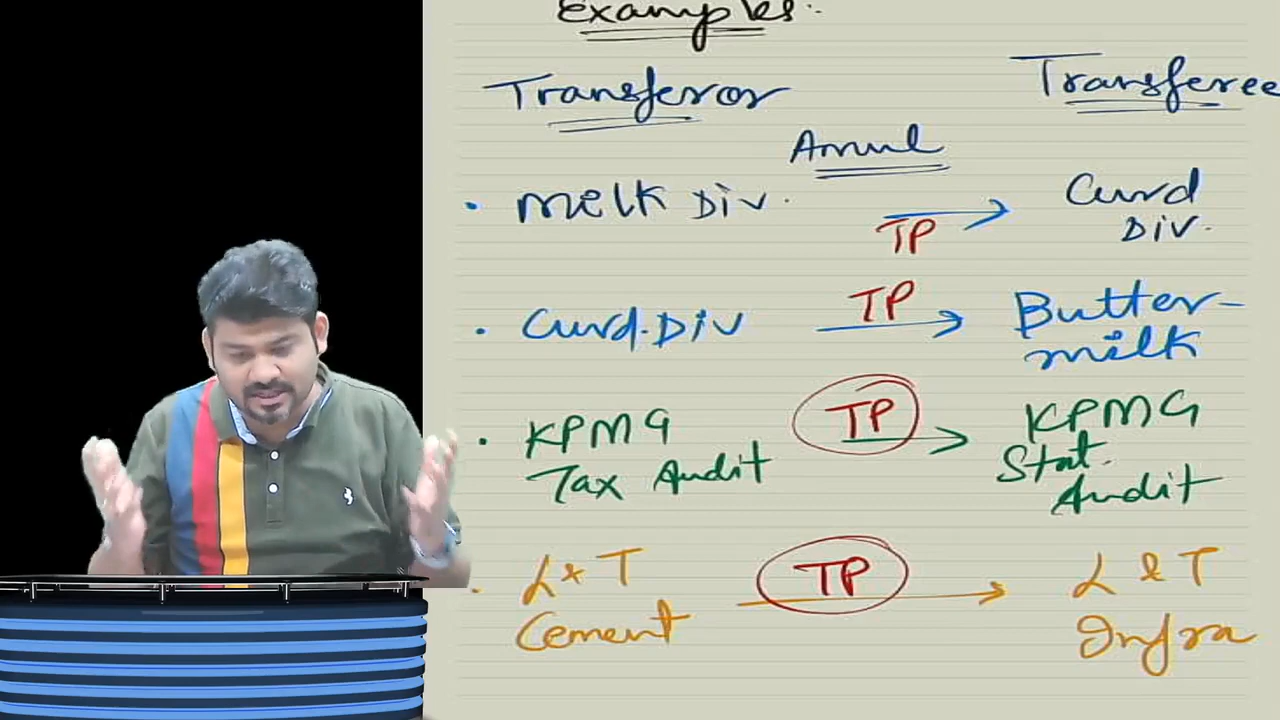 Examples:
Transferor Transferee
Amul
• Milk Div. TP Curd
Div.
• Curd.Div TP Butter-
milk
• KPMG TP KPMG
Tax Audit Stat.
Audit
• L&T TP L&T
Cement Infra